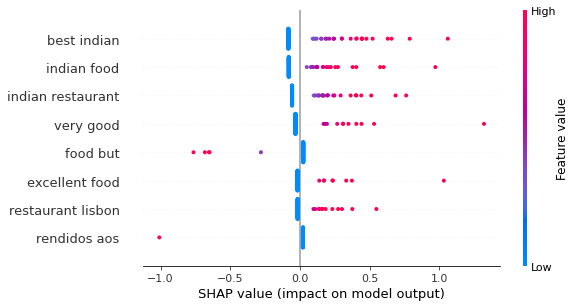 High
best indian
indian food
indian restaurant
very good
food but
excellent food
restaurant lisbon
rendidos aos
Feature value
Low
−1.0 −0.5 0.0 0.5 1.0
SHAP value (impact on model output)